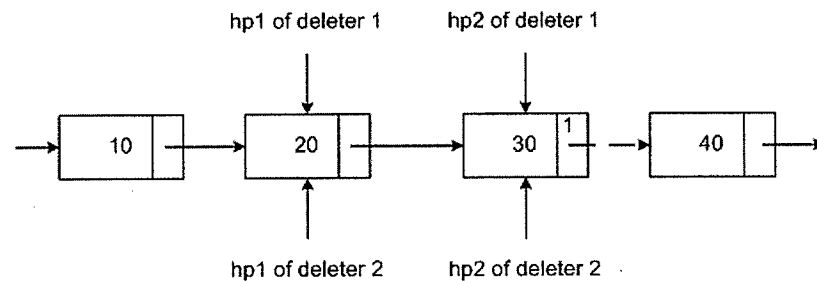 hp1 of deleter 1
hp2 of deleter 1
10
20
30
1
40
hp1 of deleter 2
hp2 of deleter 2